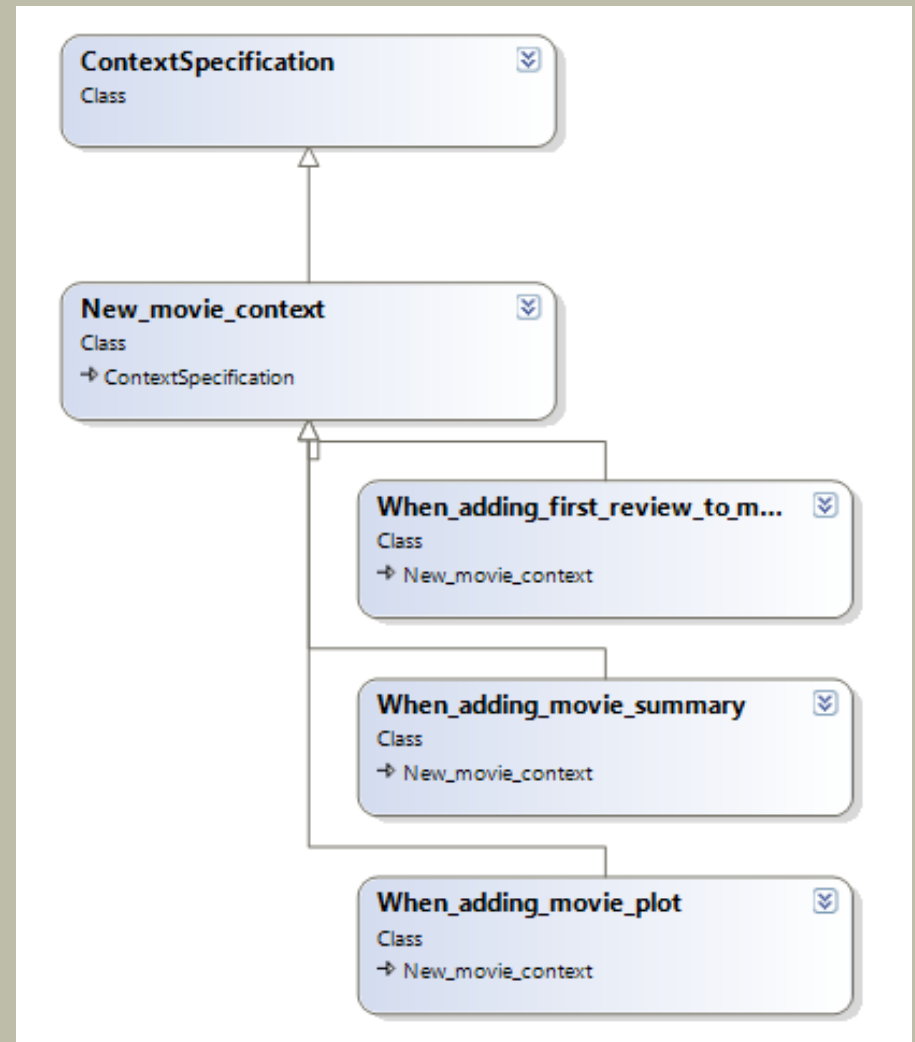 ContextSpecification
Class
New_movie_context
Class
ContextSpecification
When_adding_first_review_to_m...
Class
New_movie_context
When_adding_movie_summary
Class
New_movie_context
When_adding_movie_plot
Class
New_movie_context